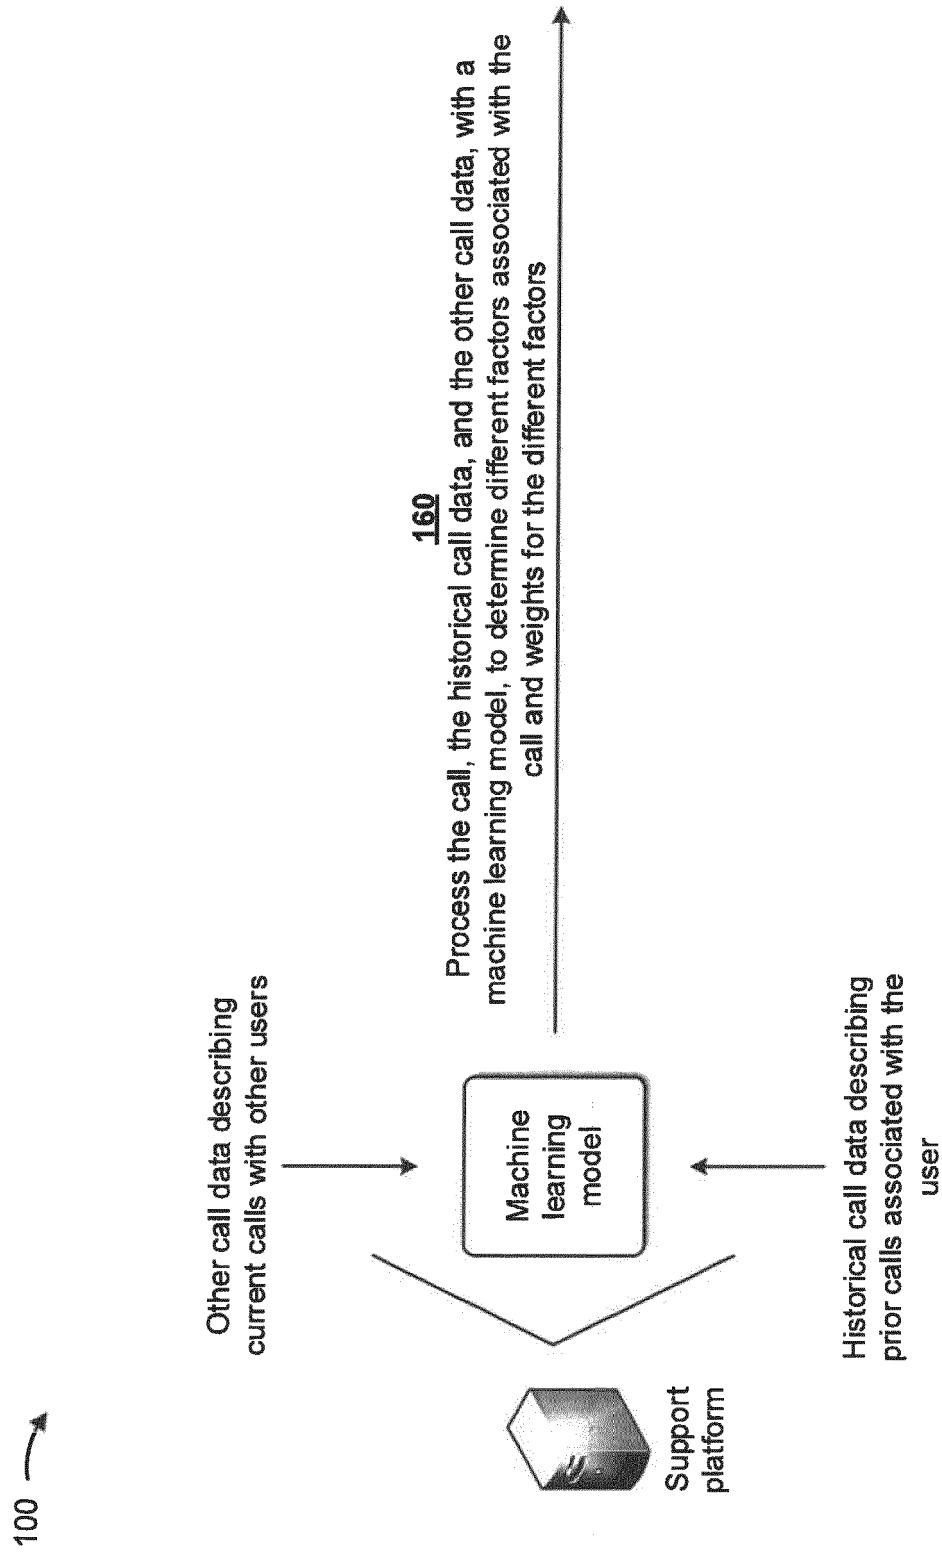 100
Other call data describing
current calls with other users
160
Process the call, the historical call data, and the other call data, with a
machine learning model, to determine different factors associated with the
call and weights for the different factors
Machine
learning
model
Support
platform
Historical call data describing
prior calls associated with the
user